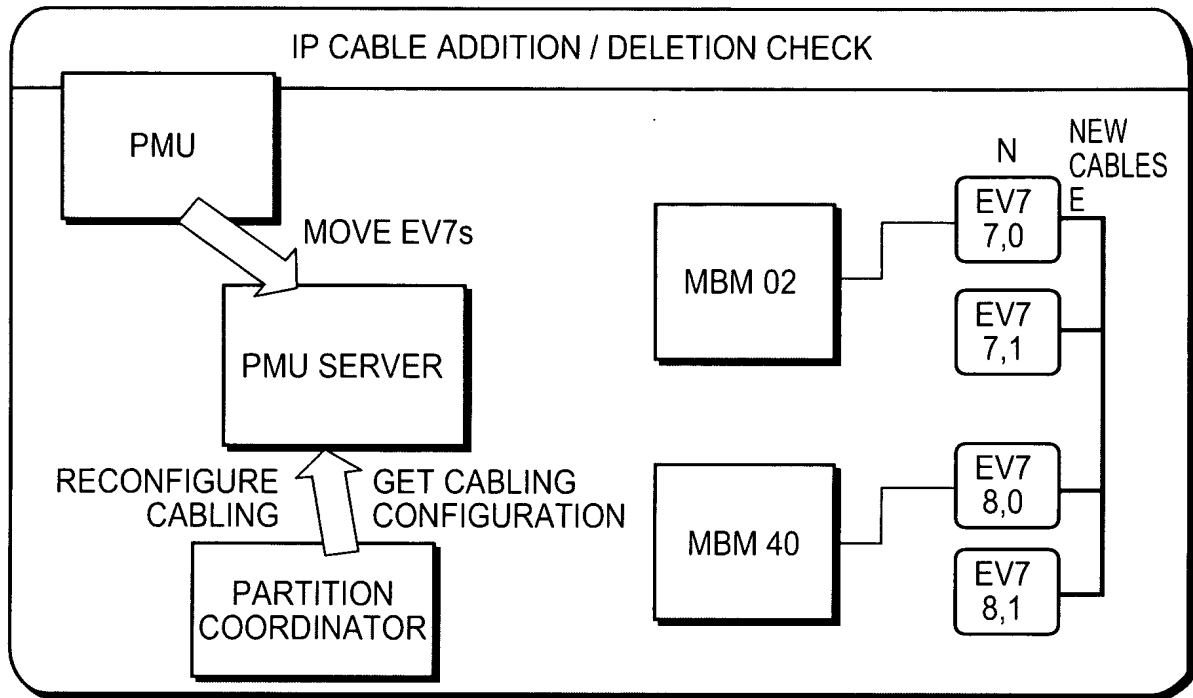 IP CABLE ADDITION / DELETION CHECK
PMU
MOVE EV7s
PMU SERVER
RECONFIGURE
CABLING
GET CABLING
CONFIGURATION
PARTITION
COORDINATOR
MBM 02
MBM 40
N
NEW
CABLES
E
EV7
7,0
EV7
7,1
EV7
8,0
EV7
8,1